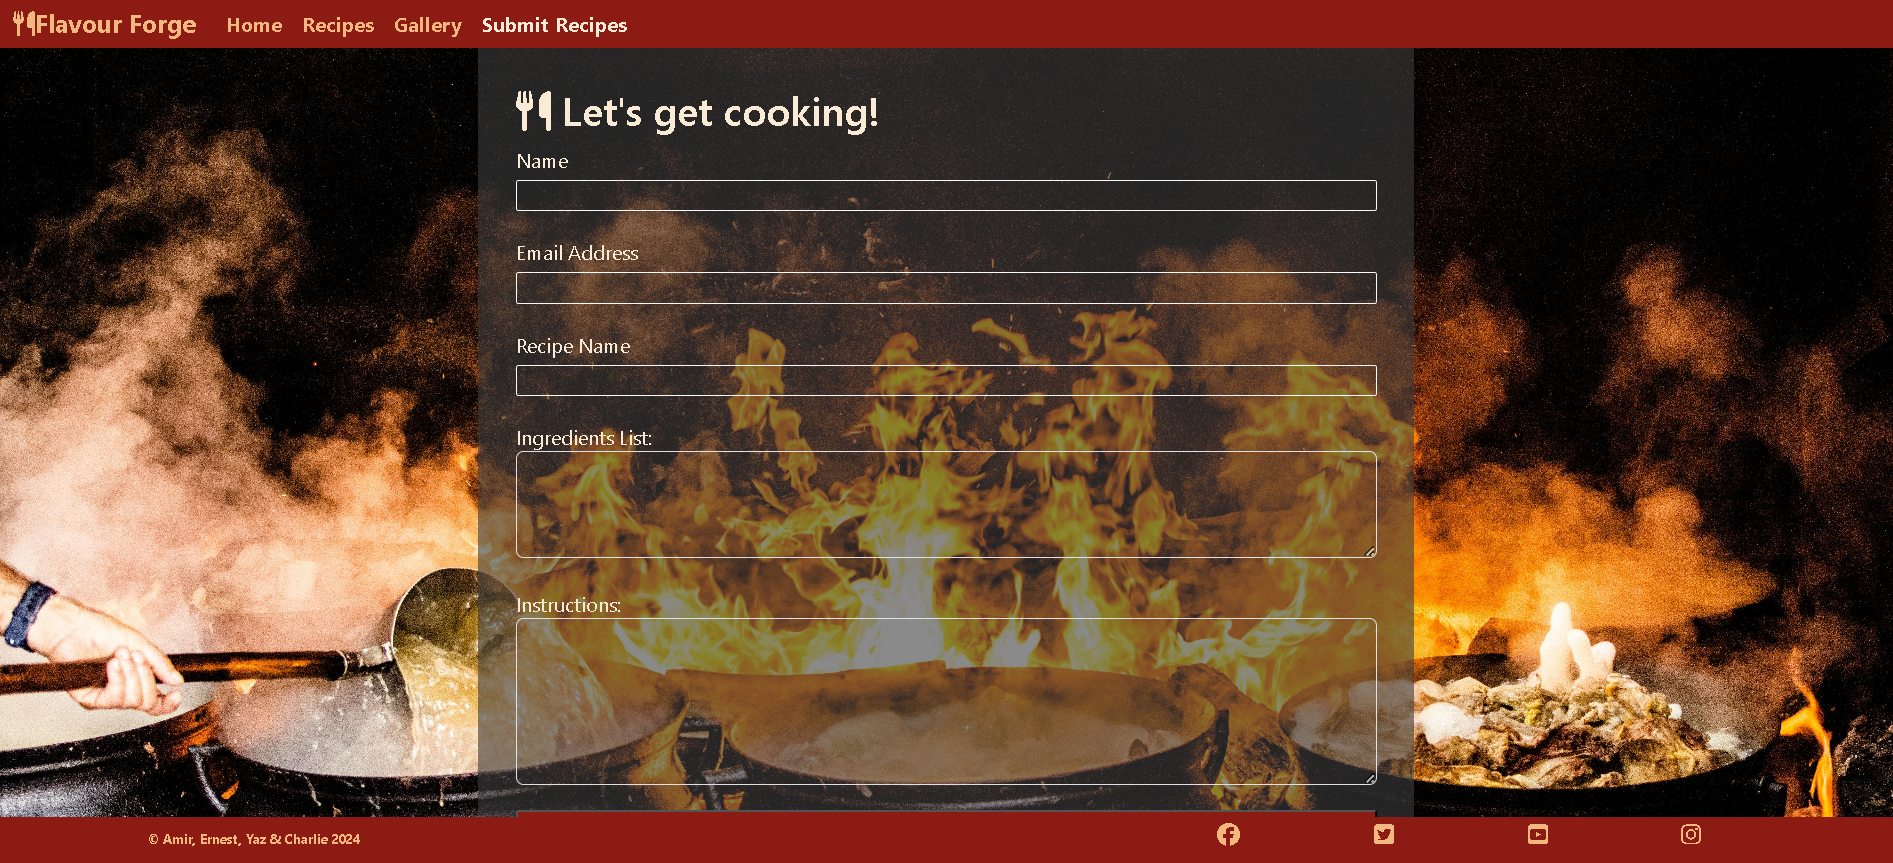 Flavour Forge Home Recipes Gallery Submit Recipes
Let's get cooking!
Name
Email Address
Recipe Name
Ingredients List:
Instructions:
© Amir, Ernest, Yaz & Charlie 2024